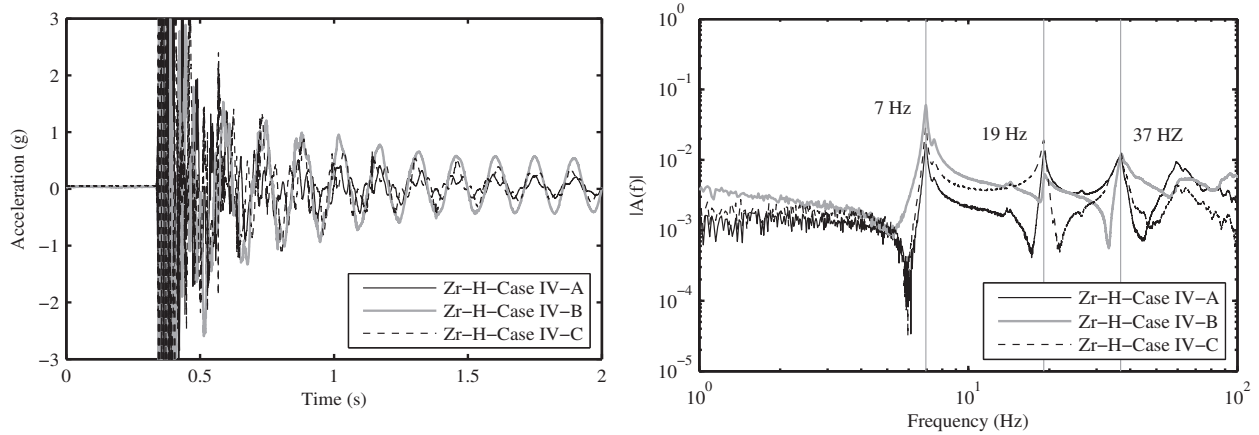 3
2
1
0
−1
−2
−3
Acceleration (g)
0
0.5
1
1.5
2
Time (s)
Zr−H−Case IV−A
Zr−H−Case IV−B
Zr−H−Case IV−C
10^0
10^−1
10^−2
10^−3
10^−4
10^−5
|A(f)|
7 Hz
19 Hz
37 HZ
Zr−H−Case IV−A
Zr−H−Case IV−B
Zr−H−Case IV−C
10^0
10^1
10^2
Frequency (Hz)